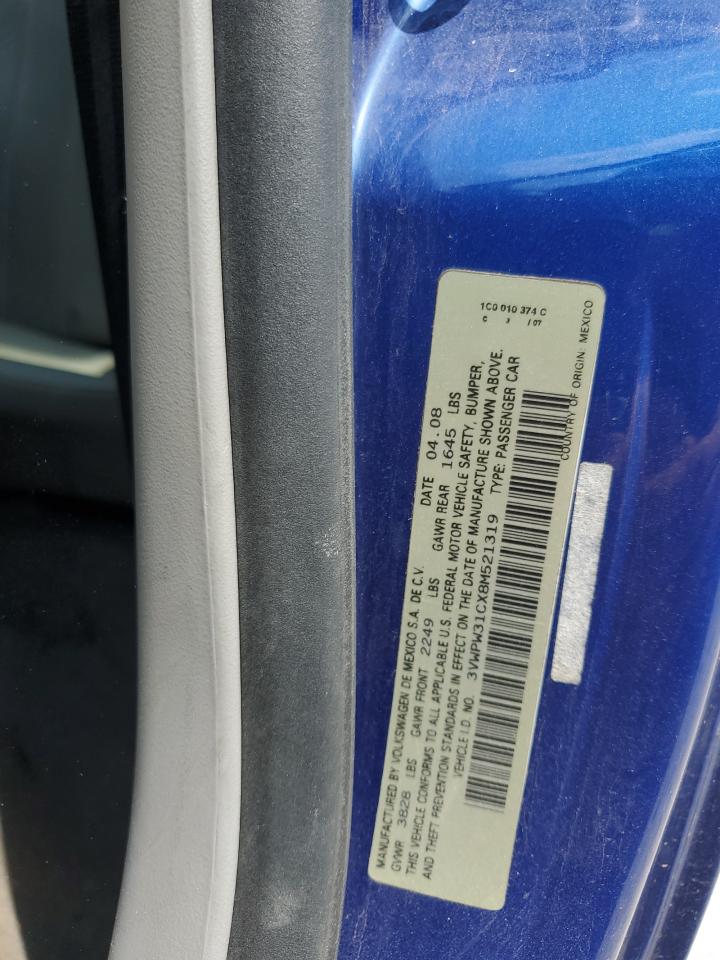 MANUFACTURED BY VOLKSWAGEN DE MEXICO S.A. DE C.V. DATE 04.08
GVWR 3828 LBS GAWR FRONT 2249 LBS GAWR REAR 1645 LBS
THIS VEHICLE CONFORMS TO ALL APPLICABLE U.S. FEDERAL MOTOR VEHICLE SAFETY, BUMPER,
AND THEFT PREVENTION STANDARDS IN EFFECT ON THE DATE OF MANUFACTURE SHOWN ABOVE.
VEHICLE I.D. NO. 3VWPW31CX8M521319 TYPE: PASSENGER CAR
COUNTRY OF ORIGIN: MEXICO
1C0 010 374 C
C 3 /07